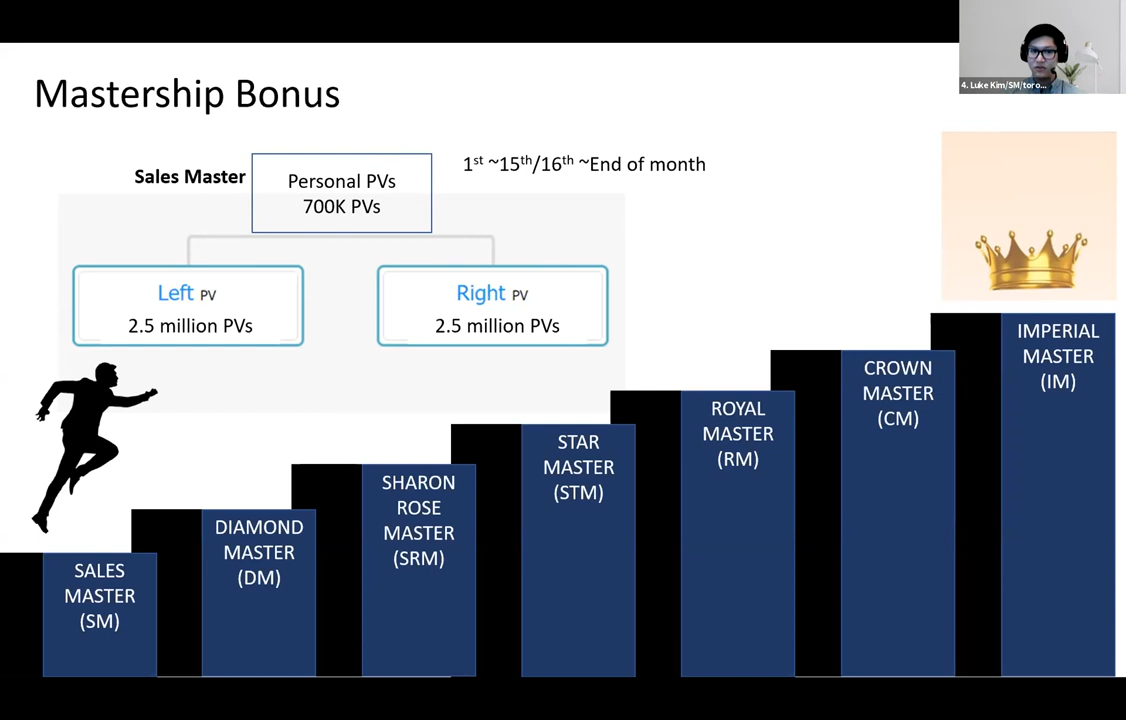 Mastership Bonus
4. Luke Kim/SM/toro...
Sales Master
Personal PVs
700K PVs
1st ~15th/16th ~End of month
Left PV
2.5 million PVs
Right PV
2.5 million PVs
SALES
MASTER
(SM)
DIAMOND
MASTER
(DM)
SHARON
ROSE
MASTER
(SRM)
STAR
MASTER
(STM)
ROYAL
MASTER
(RM)
CROWN
MASTER
(CM)
IMPERIAL
MASTER
(IM)